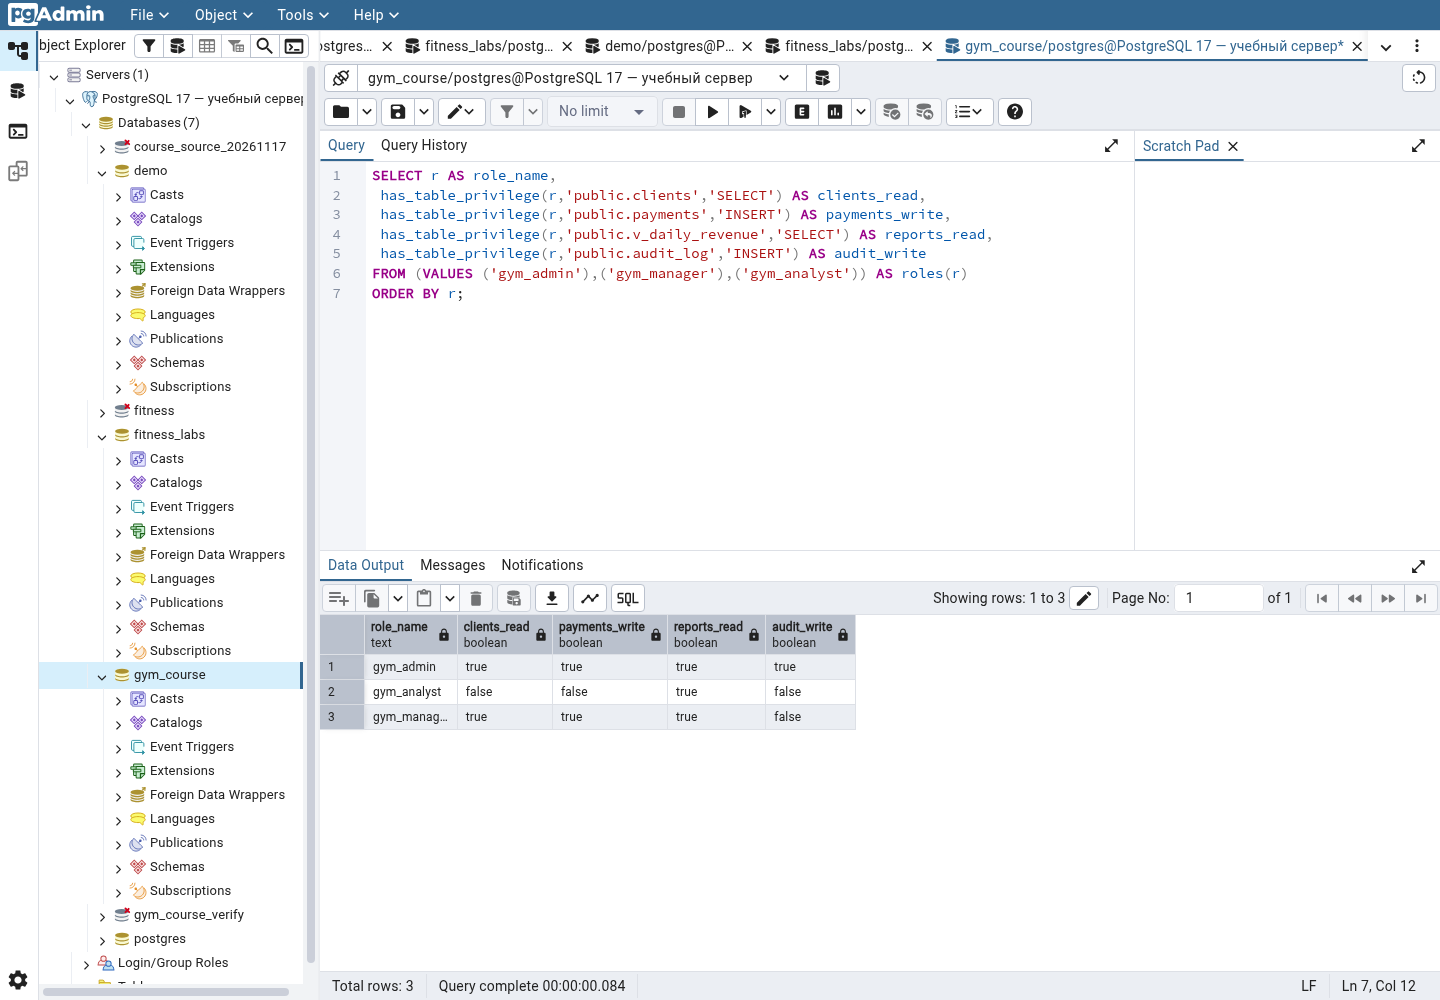 pgAdmin File Object Tools Help
bject Explorer
ostgres... fitness_labs/postg... demo/postgres@P... fitness_labs/postg... gym_course/postgres@PostgreSQL 17 — учебный сервер*
gym_course/postgres@PostgreSQL 17 — учебный сервер
No limit
E
Servers (1)
PostgreSQL 17 — учебный сервер
Databases (7)
course_source_20261117
demo
Casts
Catalogs
Event Triggers
Extensions
Foreign Data Wrappers
Languages
Publications
Schemas
Subscriptions
fitness
fitness_labs
Casts
Catalogs
Event Triggers
Extensions
Foreign Data Wrappers
Languages
Publications
Schemas
Subscriptions
gym_course
Casts
Catalogs
Event Triggers
Extensions
Foreign Data Wrappers
Languages
Publications
Schemas
Subscriptions
gym_course_verify
postgres
Login/Group Roles
Query Query History
Scratch Pad
1 SELECT r AS role_name,
2 has_table_privilege(r,'public.clients','SELECT') AS clients_read,
3 has_table_privilege(r,'public.payments','INSERT') AS payments_write,
4 has_table_privilege(r,'public.v_daily_revenue','SELECT') AS reports_read,
5 has_table_privilege(r,'public.audit_log','INSERT') AS audit_write
6 FROM (VALUES ('gym_admin'),('gym_manager'),('gym_analyst')) AS roles(r)
7 ORDER BY r;
Data Output Messages Notifications
SQL Showing rows: 1 to 3 Page No: 1 of 1
role_name clients_read payments_write reports_read audit_write
text boolean boolean boolean boolean
1 gym_admin true true true true
2 gym_analyst false false true false
3 gym_manag... true true true false
Total rows: 3 Query complete 00:00:00.084 LF Ln 7, Col 12